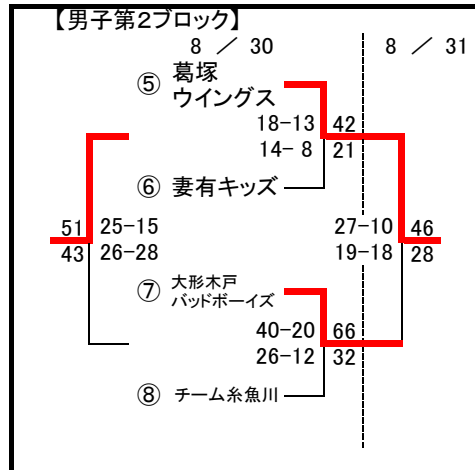 【男子第2ブロック】
8 ／ 30
8 ／ 31
⑤ 葛塚
ウイングス
18-13 42
14- 8 21
⑥ 妻有キッズ
51 25-15
43 26-28
27-10 46
19-18 28
⑦ 大形木戸
バッドボーイズ
40-20 66
26-12 32
⑧ チーム糸魚川